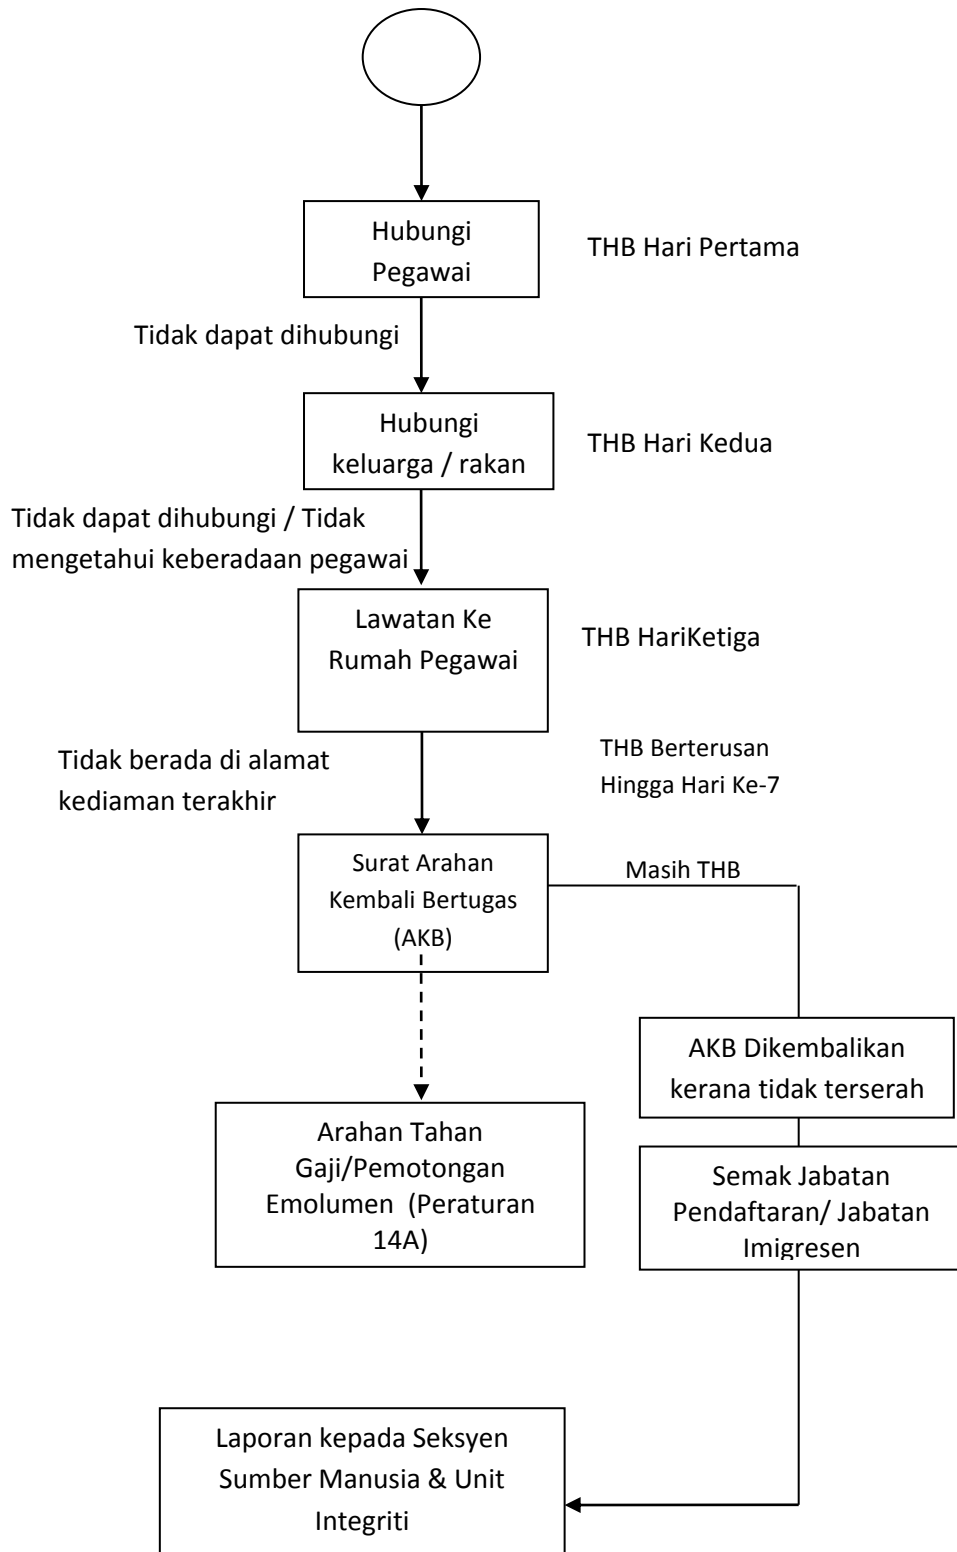 Hubungi
Pegawai
THB Hari Pertama
Tidak dapat dihubungi
Hubungi
keluarga / rakan
THB Hari Kedua
Tidak dapat dihubungi / Tidak
mengetahui keberadaan pegawai
Lawatan Ke
Rumah Pegawai
THB HariKetiga
Tidak berada di alamat
kediaman terakhir
THB Berterusan
Hingga Hari Ke-7
Surat Arahan
Kembali Bertugas
(AKB)
Masih THB
AKB Dikembalikan
kerana tidak terserah
Arahan Tahan
Gaji/Pemotongan
Emolumen (Peraturan
14A)
Semak Jabatan
Pendaftaran/ Jabatan
Imigresen
Laporan kepada Seksyen
Sumber Manusia & Unit
Integriti